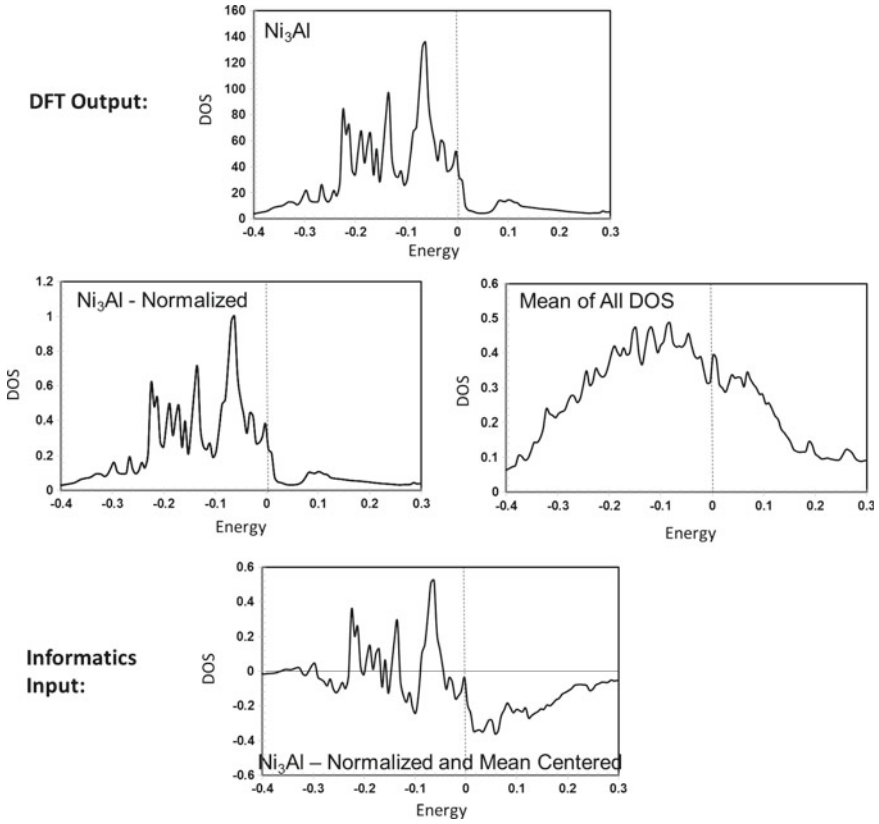 DFT Output:
Ni₃Al
DOS
160
140
120
100
80
60
40
20
0
-0.4 -0.3 -0.2 -0.1 0 0.1 0.2 0.3
Energy
Ni₃Al - Normalized
DOS
1.2
1
0.8
0.6
0.4
0.2
0
-0.4 -0.3 -0.2 -0.1 0 0.1 0.2 0.3
Energy
Mean of All DOS
DOS
0.6
0.5
0.4
0.3
0.2
0.1
0
-0.4 -0.3 -0.2 -0.1 0 0.1 0.2 0.3
Energy
Informatics
Input:
DOS
0.6
0.4
0.2
0
-0.2
-0.4
-0.6
Ni₃Al – Normalized and Mean Centered
-0.4 -0.3 -0.2 -0.1 0 0.1 0.2 0.3
Energy